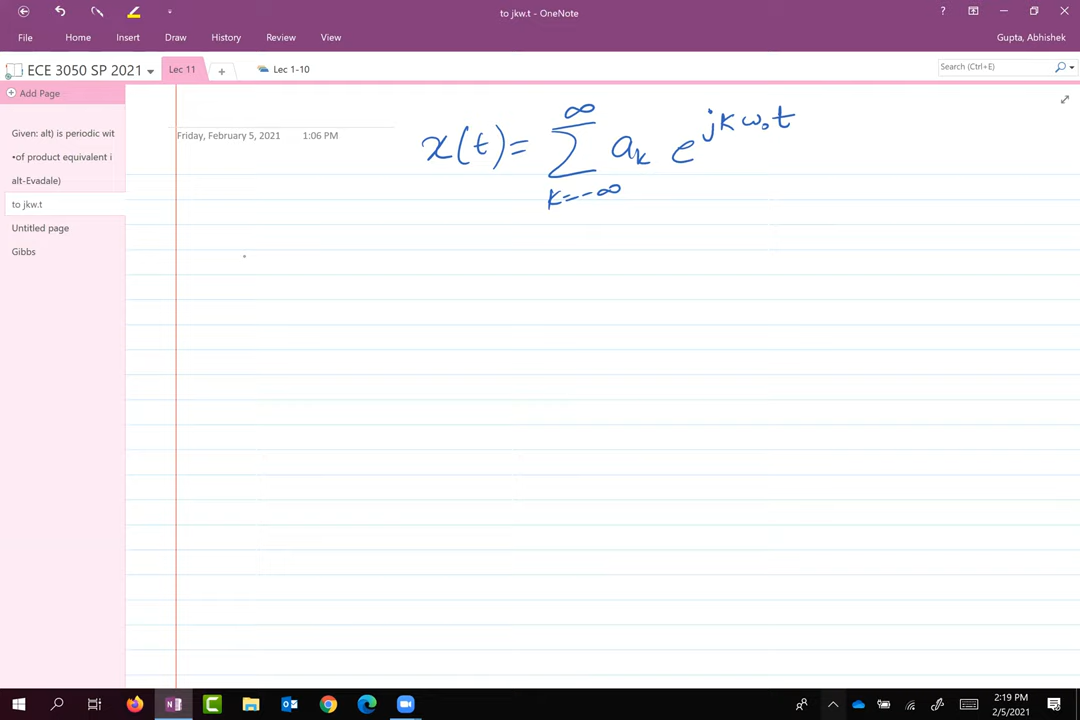 to jkw.t - OneNote
?
File Home Insert Draw History Review View
Gupta, Abhishek
ECE 3050 SP 2021
Lec 11
Lec 1-10
Search (Ctrl+E)
Add Page
Friday, February 5, 2021 1:06 PM
x(t) = ∑_{k=-∞}^{∞} a_k e^{jkω₀t}
Given: alt) is periodic wit
•of product equivalent i
alt-Evadale)
to jkw.t
Untitled page
Gibbs
2:19 PM
2/5/2021